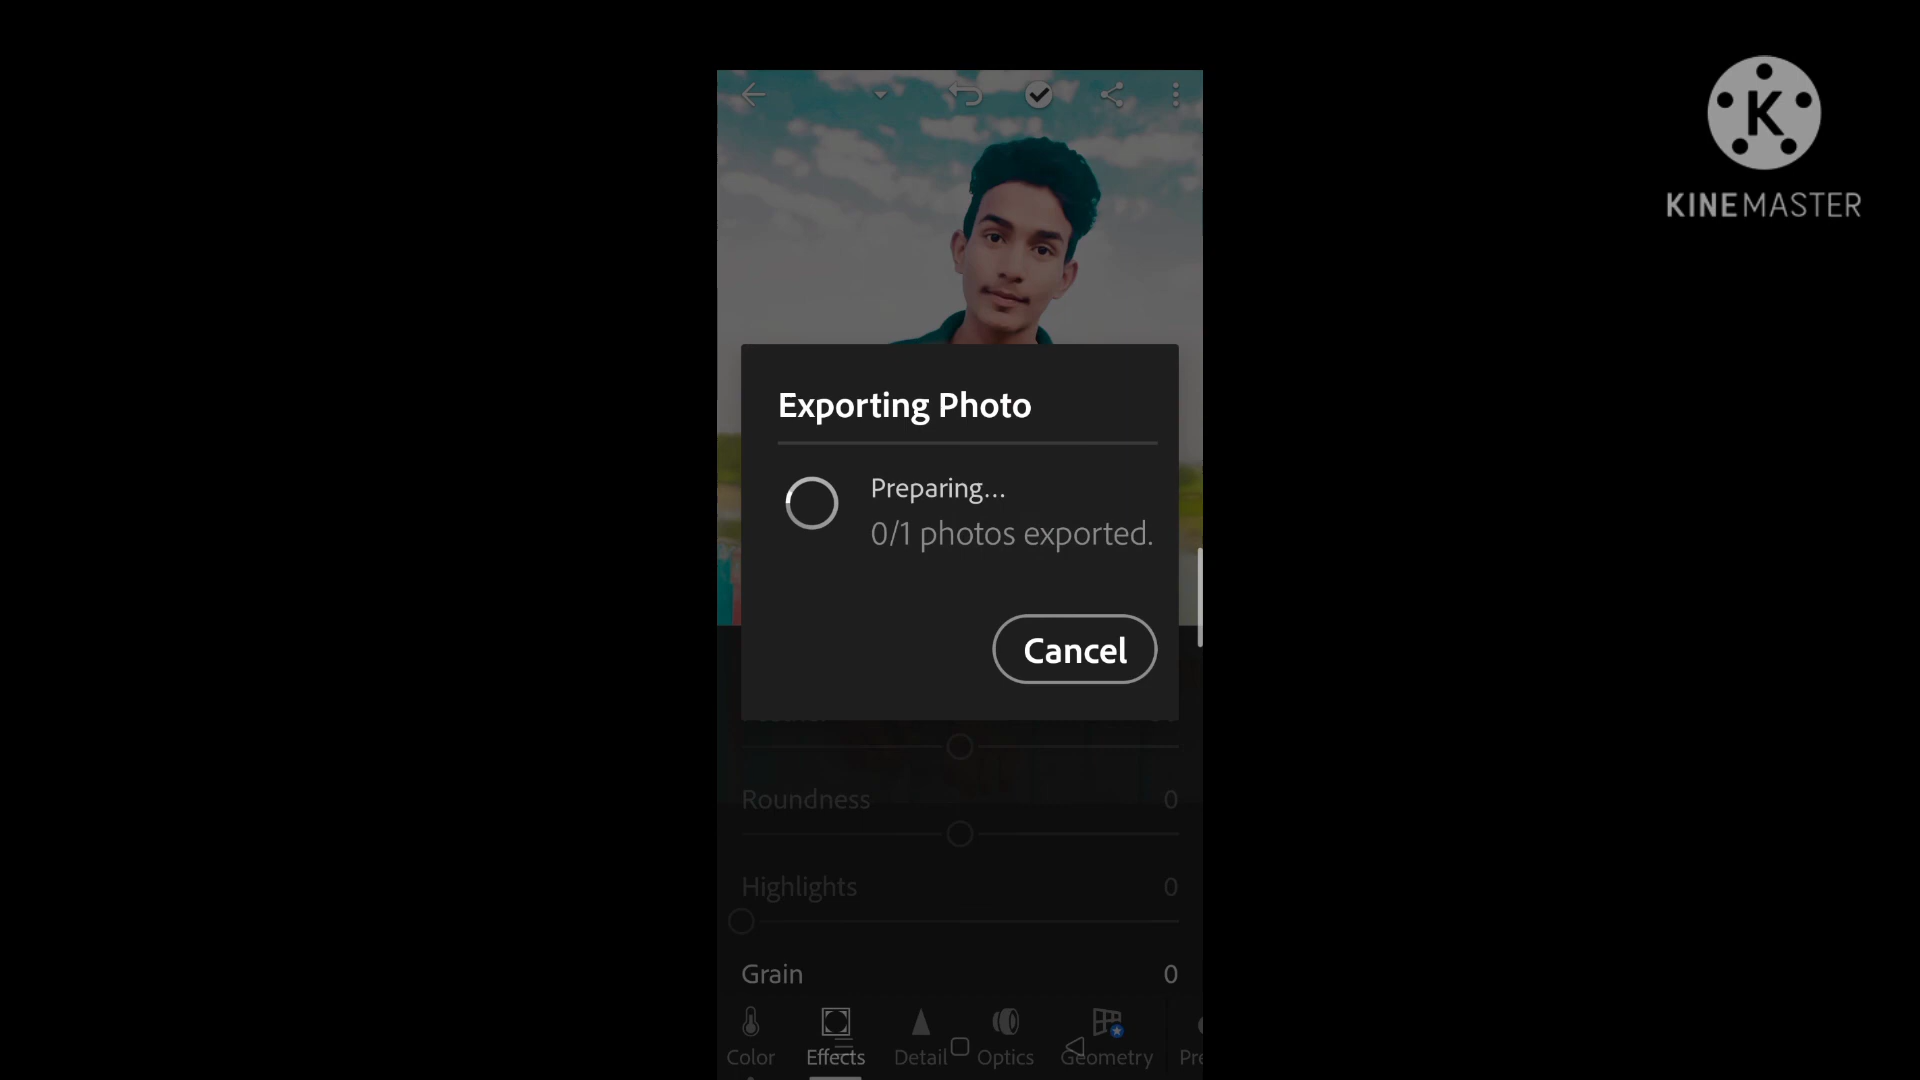 KINEMASTER
Exporting Photo
Preparing...
0/1 photos exported.
Cancel
Roundness 0
Highlights 0
Grain 0
Color Effects Detail Optics Geometry Pre